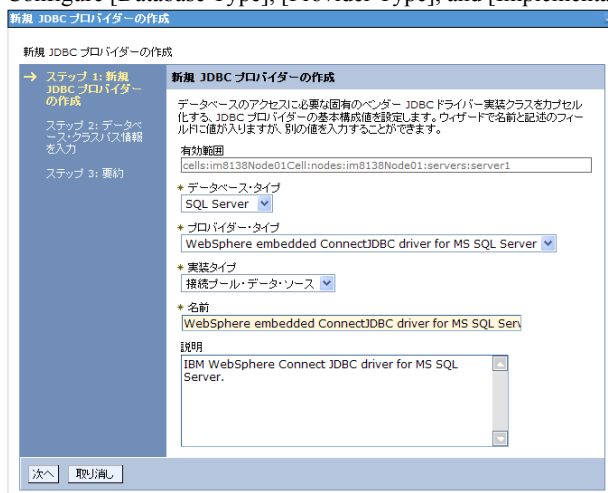 Configure [Database Type], [Provider Type], and [Implementa
新規 JDBC プロバイダーの作成
新規 JDBC プロバイダーの作成
→ ステップ 1: 新規
JDBC プロバイダー
の作成
ステップ 2: データベ
ース・クラスパス情報
を入力
ステップ 3: 要約
新規 JDBC プロバイダーの作成
データベースのアクセスに必要な固有のベンダー JDBC ドライバー実装クラスをカプセル
化する、JDBC プロバイダーの基本構成値を設定します。ウィザードで名前と記述のフィー
ルドに値が入りますが、別の値を入力することができます。
有効範囲
cells:im8138Node01Cell:nodes:im8138Node01:servers:server1
* データベース・タイプ
SQL Server
* プロバイダー・タイプ
WebSphere embedded ConnectJDBC driver for MS SQL Server
* 実装タイプ
接続プール・データ・ソース
* 名前
WebSphere embedded ConnectJDBC driver for MS SQL Serv
説明
IBM WebSphere Connect JDBC driver for MS SQL
Server.
次へ 取り消し